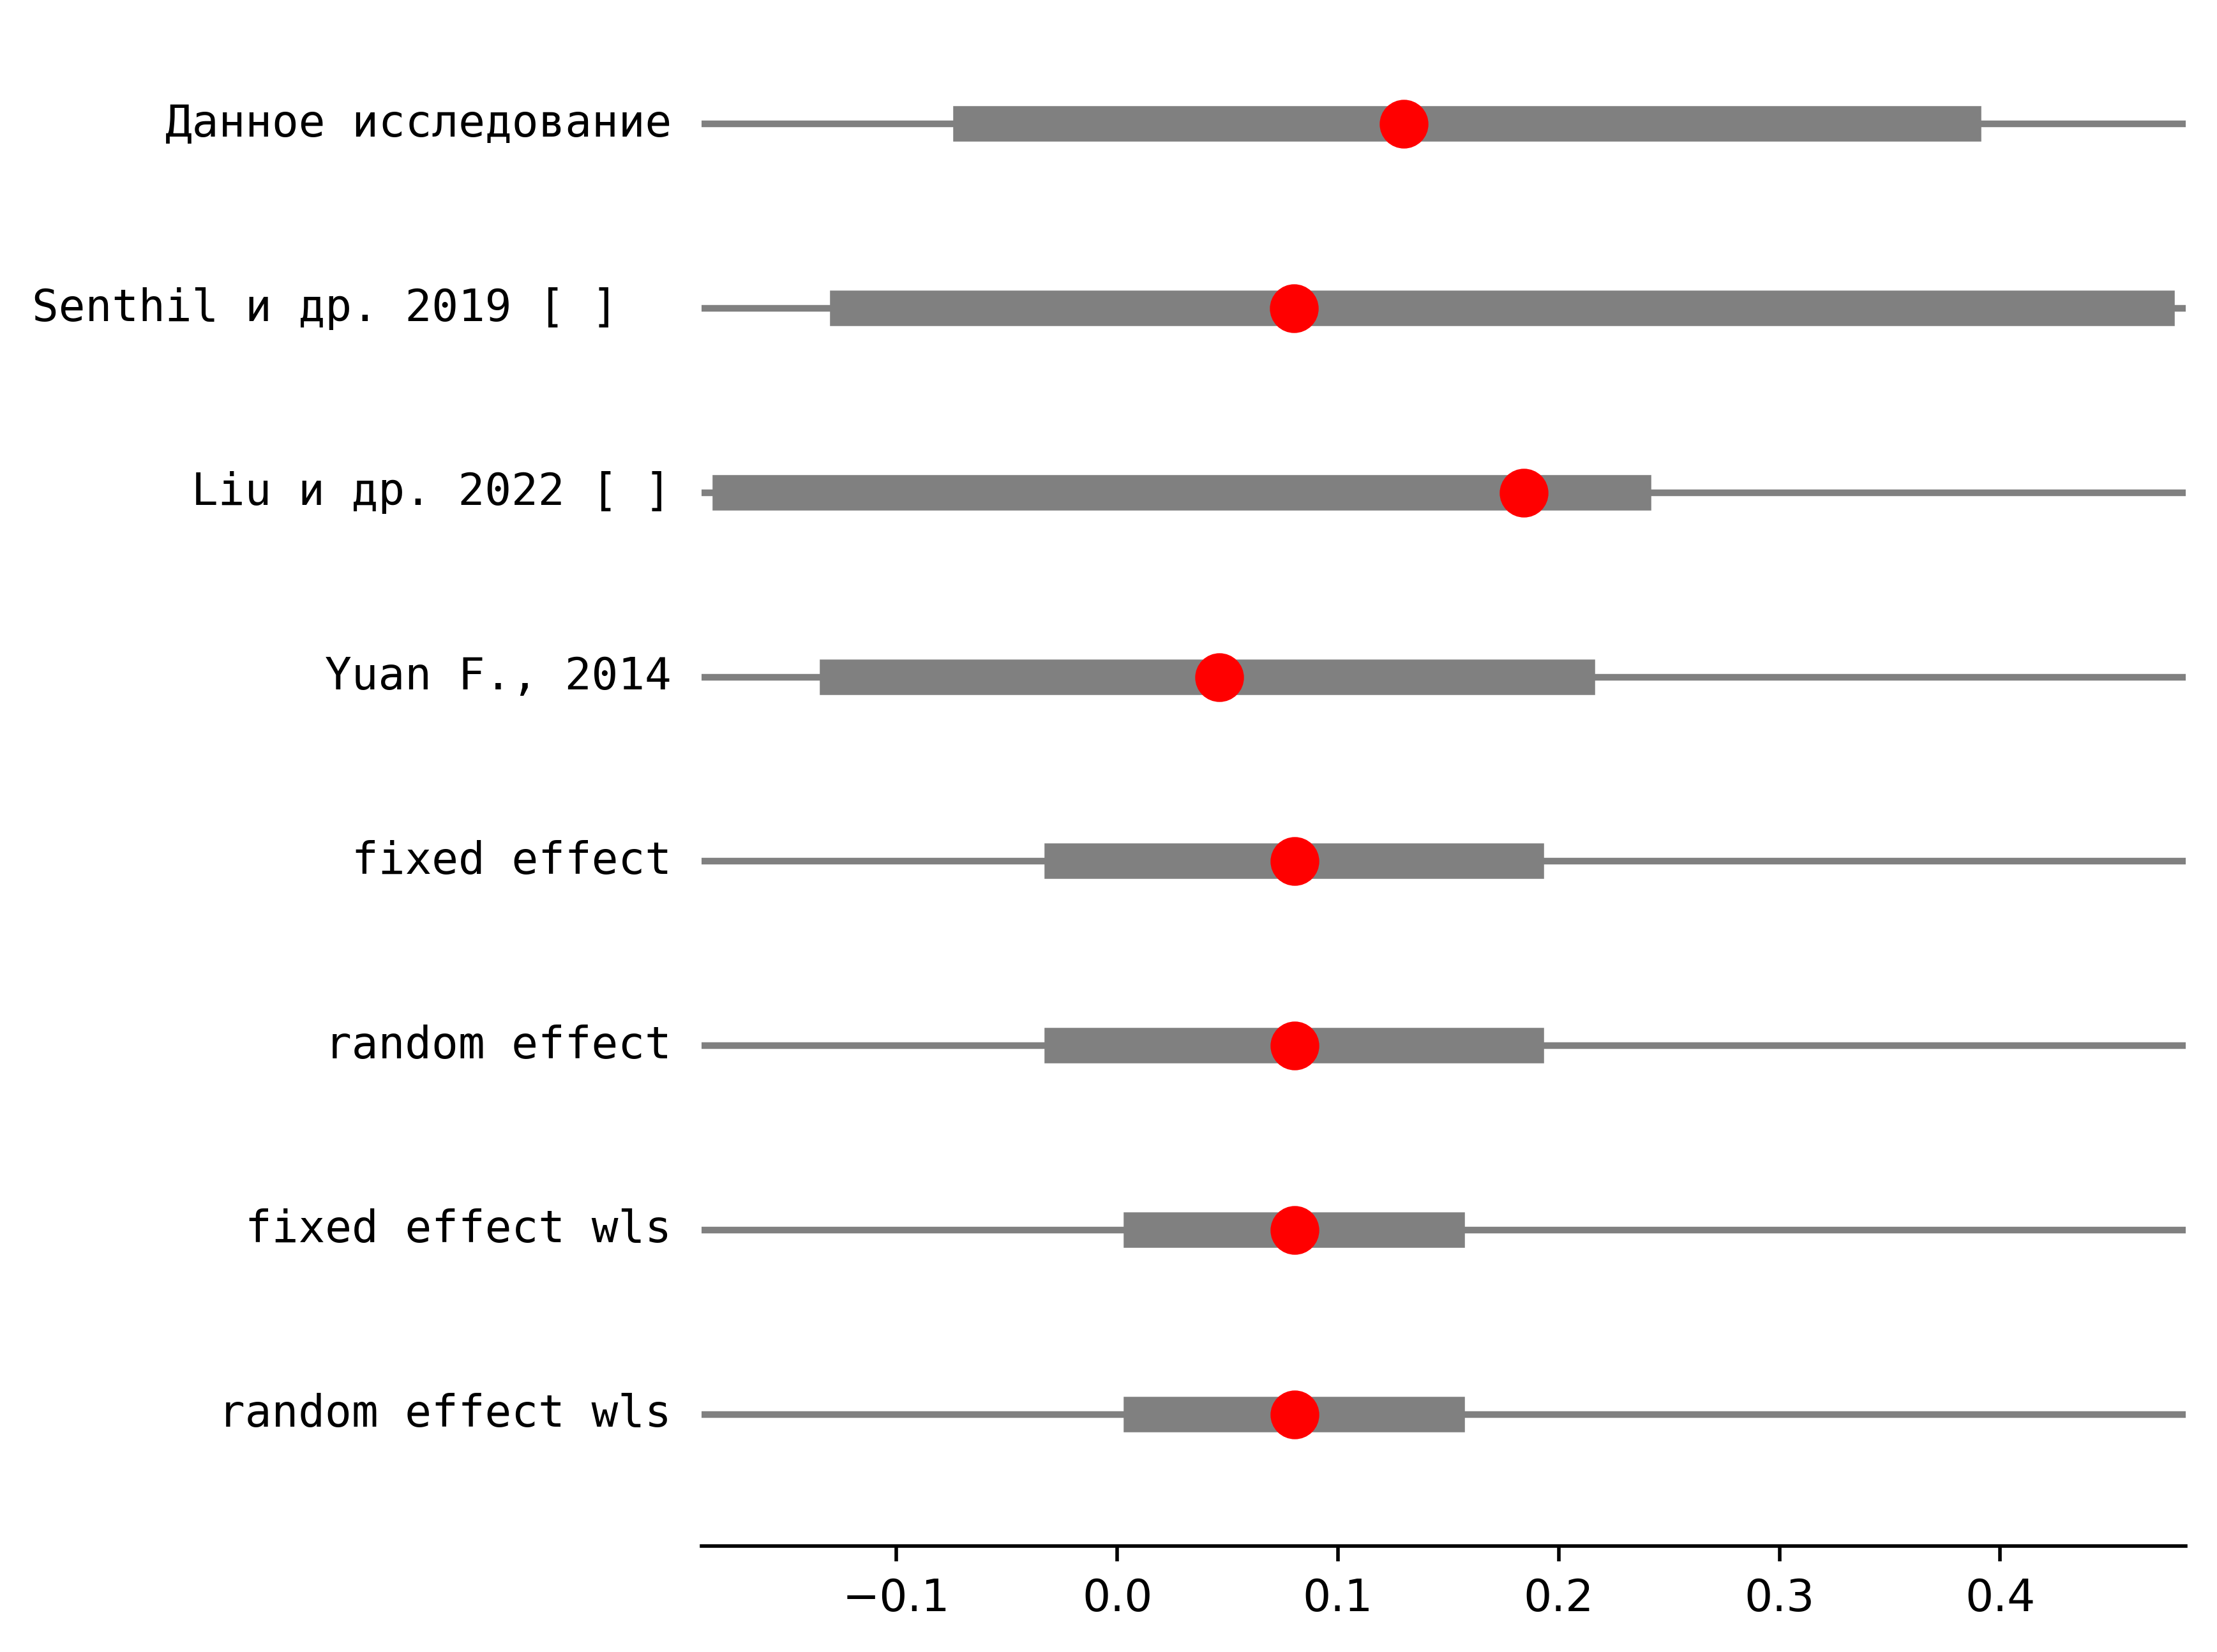 Данное исследование
Senthil и др. 2019 [ ]
Liu и др. 2022 [ ]
Yuan F., 2014
fixed effect
random effect
fixed effect wls
random effect wls
−0.1 0.0 0.1 0.2 0.3 0.4